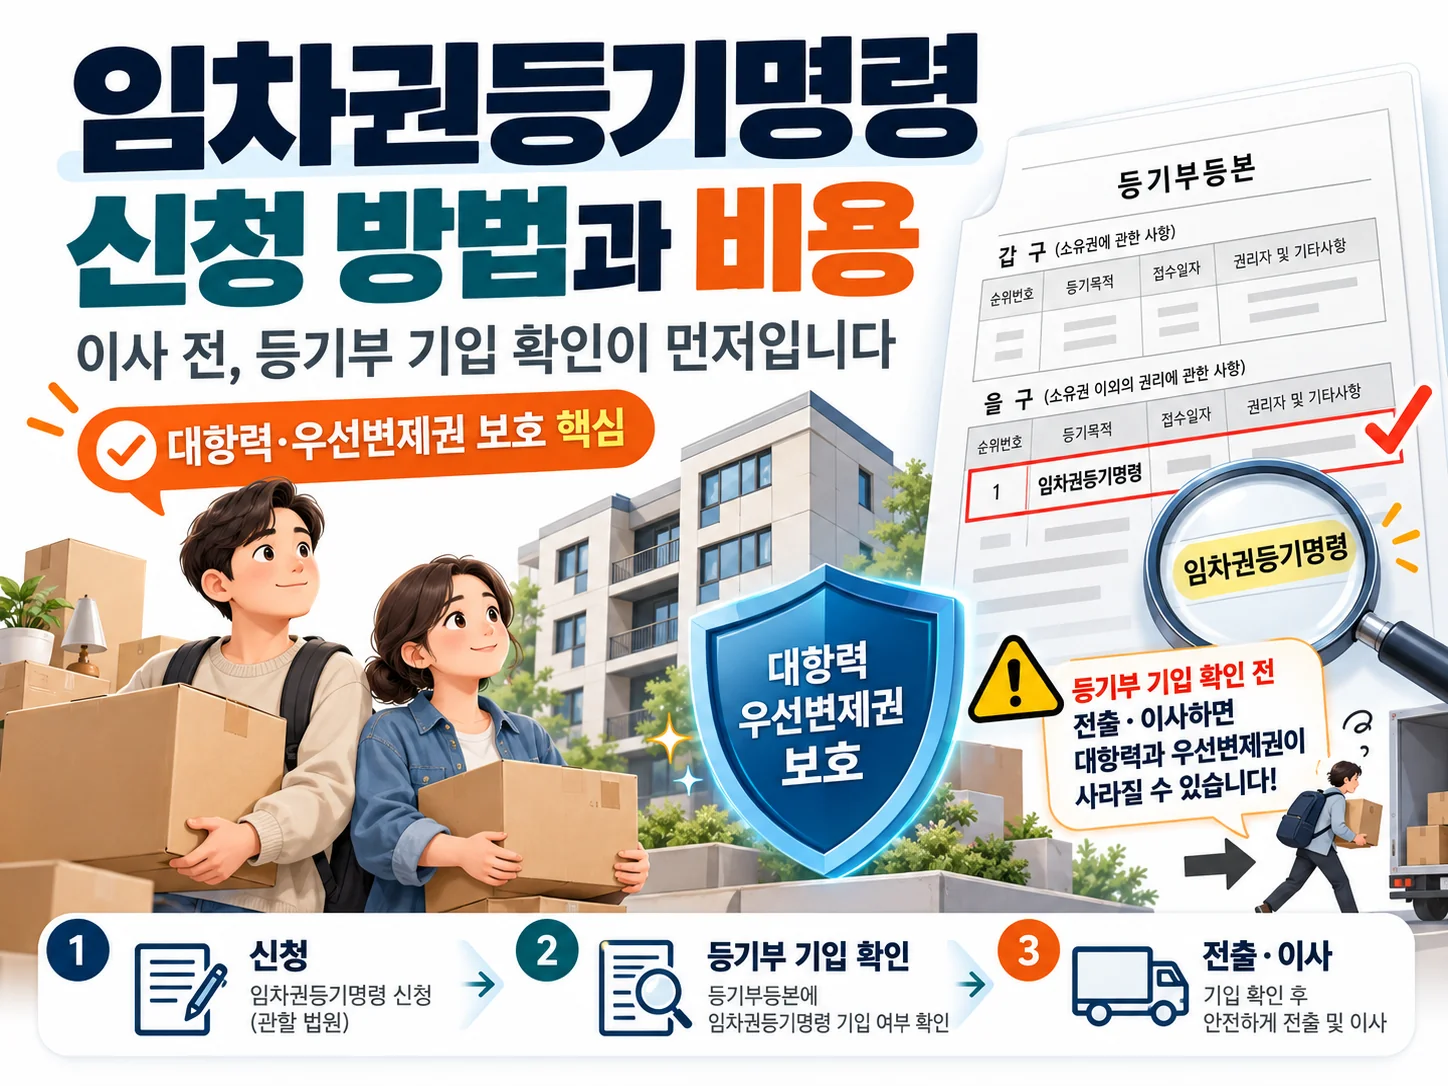 임차권등기명령
신청 방법과 비용
이사 전, 등기부 기입 확인이 먼저입니다
대항력·우선변제권 보호 핵심
등기부등본
갑 구 (소유권에 관한 사항)
순위번호 등기목적 접수일자 권리자 및 기타사항
을 구 (소유권 이외의 권리에 관한 사항)
순위번호 등기목적 접수일자 권리자 및 기타사항
1 임차권등기명령
임차권등기명령
대항력
우선변제권
보호
등기부 기입 확인 전
전출·이사하면
대항력과 우선변제권이
사라질 수 있습니다!
1 신청
임차권등기명령 신청
(관할 법원)
2 등기부 기입 확인
등기부등본에
임차권등기명령 기입 여부 확인
3 전출·이사
기입 확인 후
안전하게 전출 및 이사